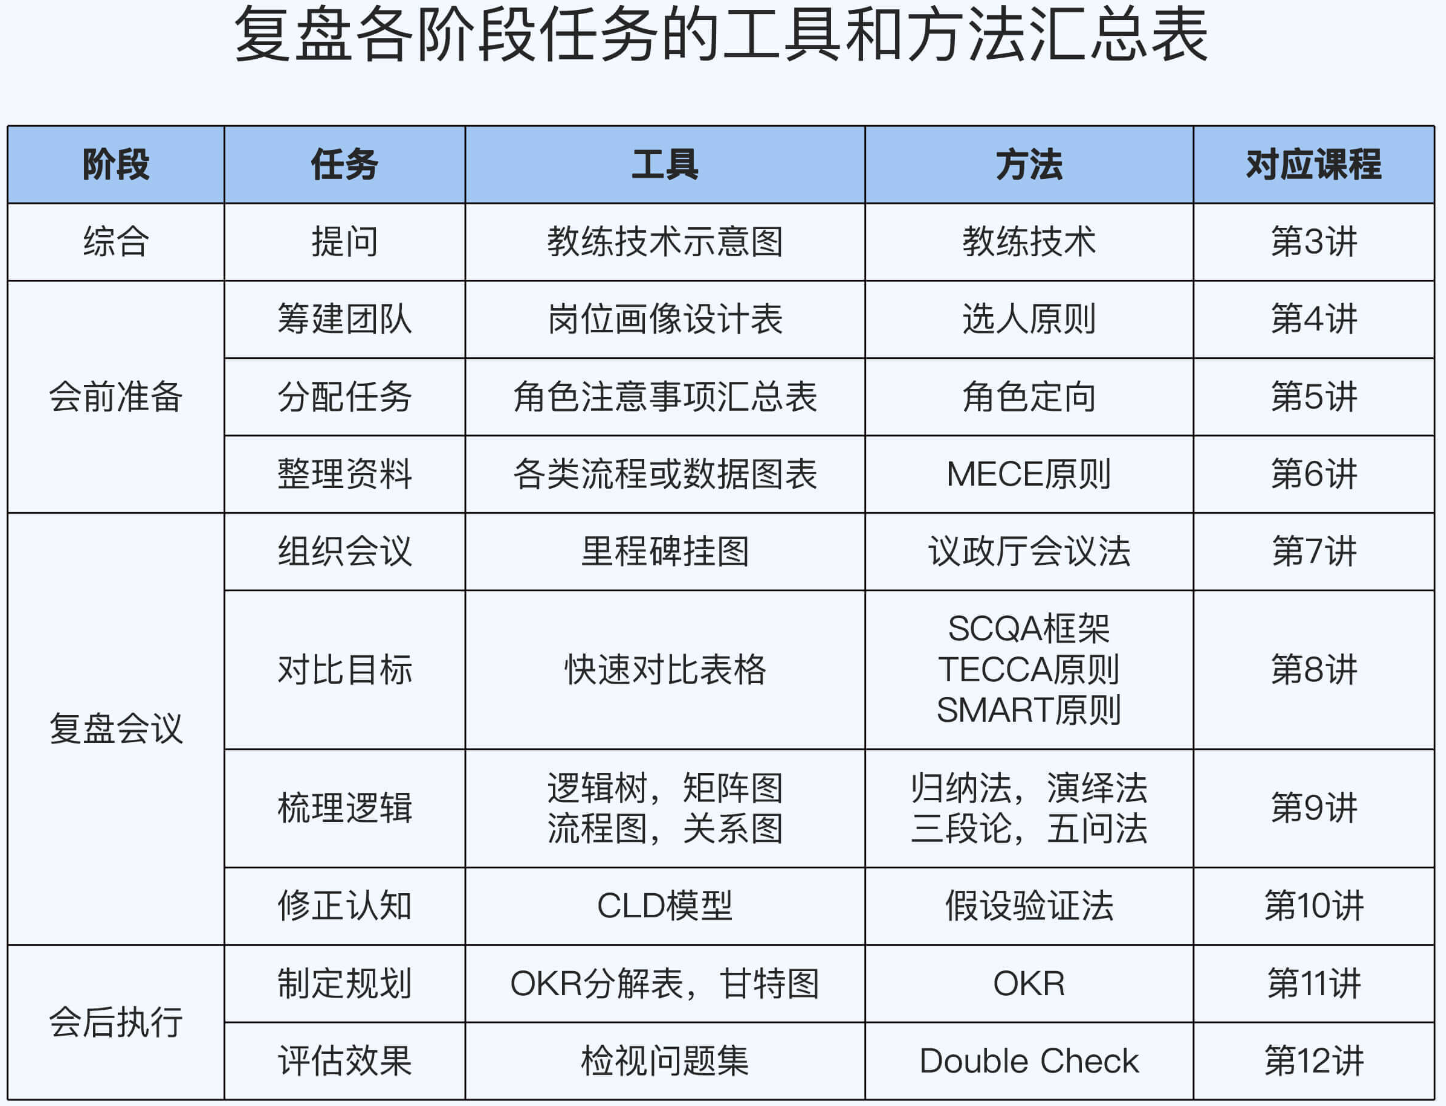 复盘各阶段任务的工具和方法汇总表
阶段 任务 工具 方法 对应课程
综合 提问 教练技术示意图 教练技术 第3讲
会前准备
筹建团队 岗位画像设计表 选人原则 第4讲
分配任务 角色注意事项汇总表 角色定向 第5讲
整理资料 各类流程或数据图表 MECE原则 第6讲
复盘会议
组织会议 里程碑挂图 议政厅会议法 第7讲
对比目标 快速对比表格
SCQA框架
TECCA原则
SMART原则
第8讲
梳理逻辑
逻辑树，矩阵图
流程图，关系图
归纳法，演绎法
三段论，五问法
第9讲
修正认知 CLD模型 假设验证法 第10讲
会后执行
制定规划 OKR分解表，甘特图 OKR 第11讲
评估效果 检视问题集 Double Check 第12讲